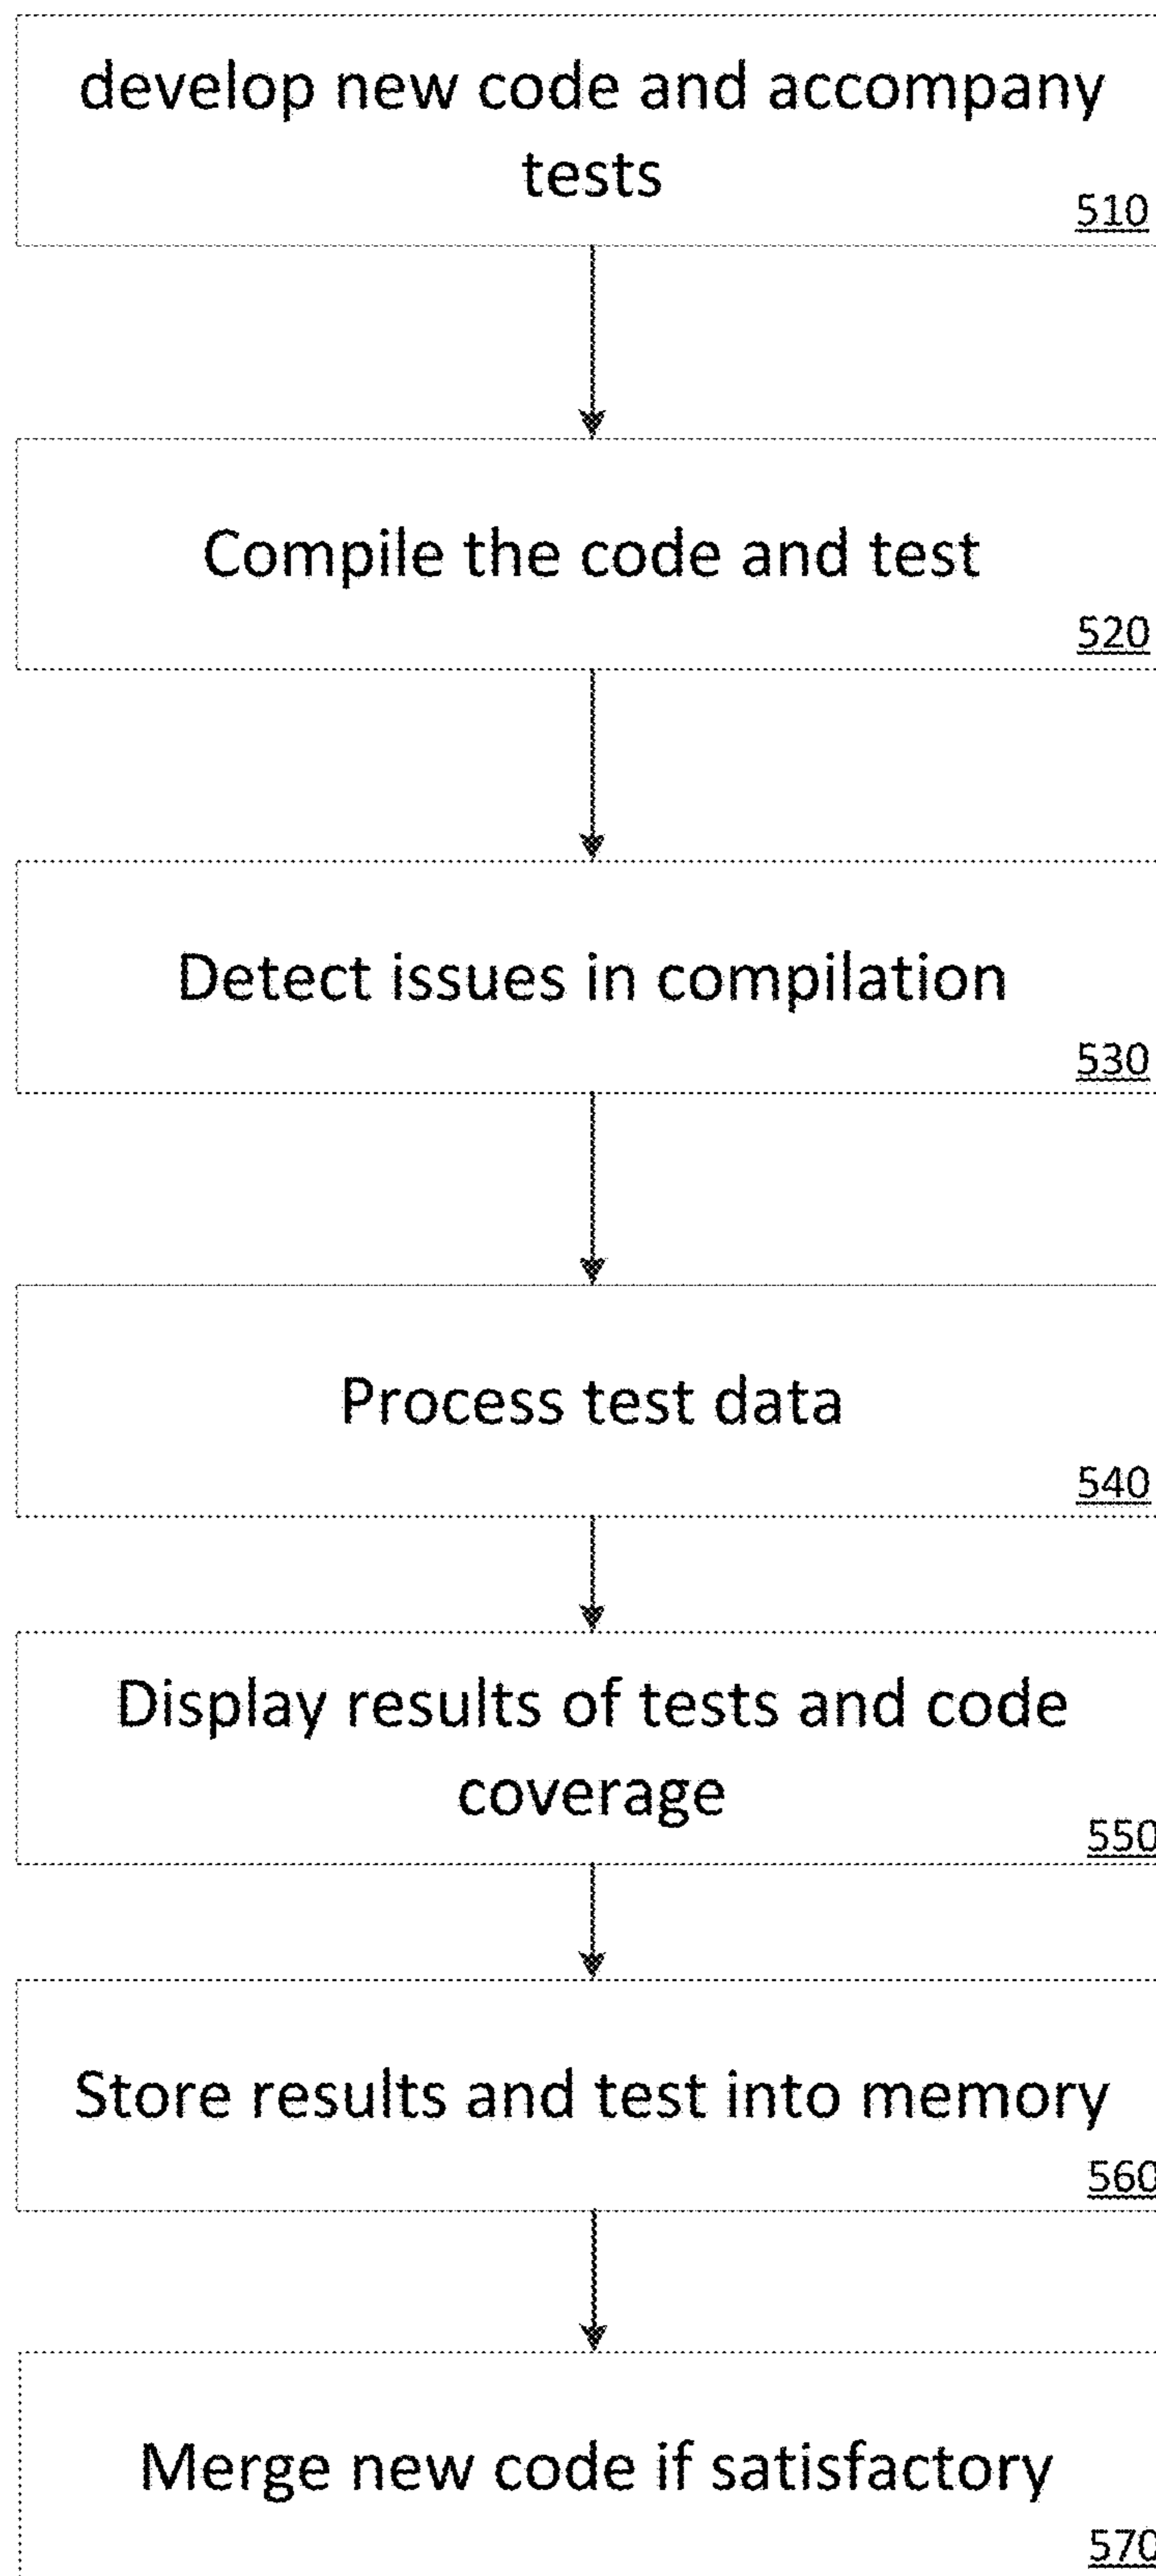 develop new code and accompany
tests
510
Compile the code and test
520
Detect issues in compilation
530
Process test data
540
Display results of tests and code
coverage
550
Store results and test into memory
560
Merge new code if satisfactory
570